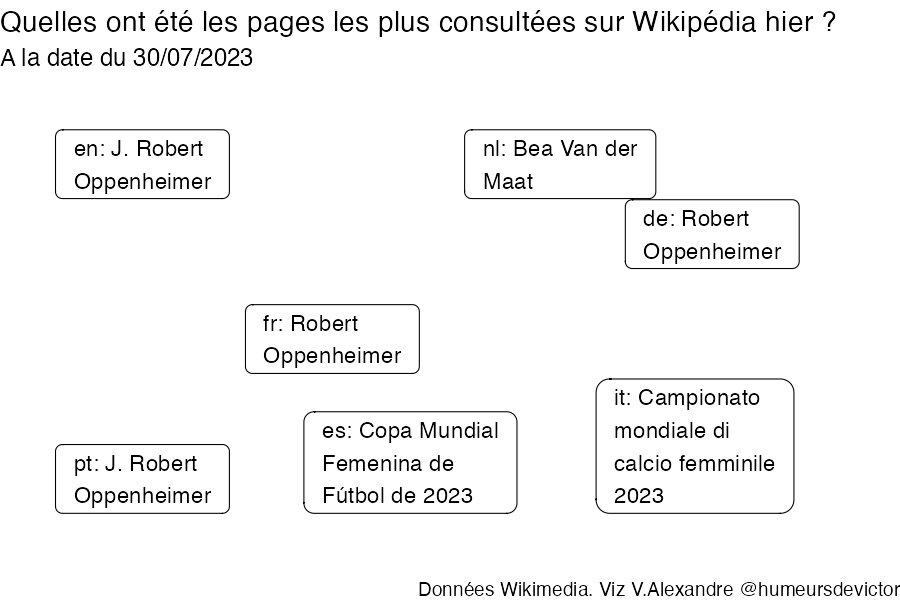 Quelles ont été les pages les plus consultées sur Wikipédia hier ?
A la date du 30/07/2023
en: J. Robert
Oppenheimer
nl: Bea Van der
Maat
de: Robert
Oppenheimer
fr: Robert
Oppenheimer
it: Campionato
mondiale di
calcio femminile
2023
es: Copa Mundial
Femenina de
Fútbol de 2023
pt: J. Robert
Oppenheimer
Données Wikimedia. Viz V.Alexandre @humeursdevictor